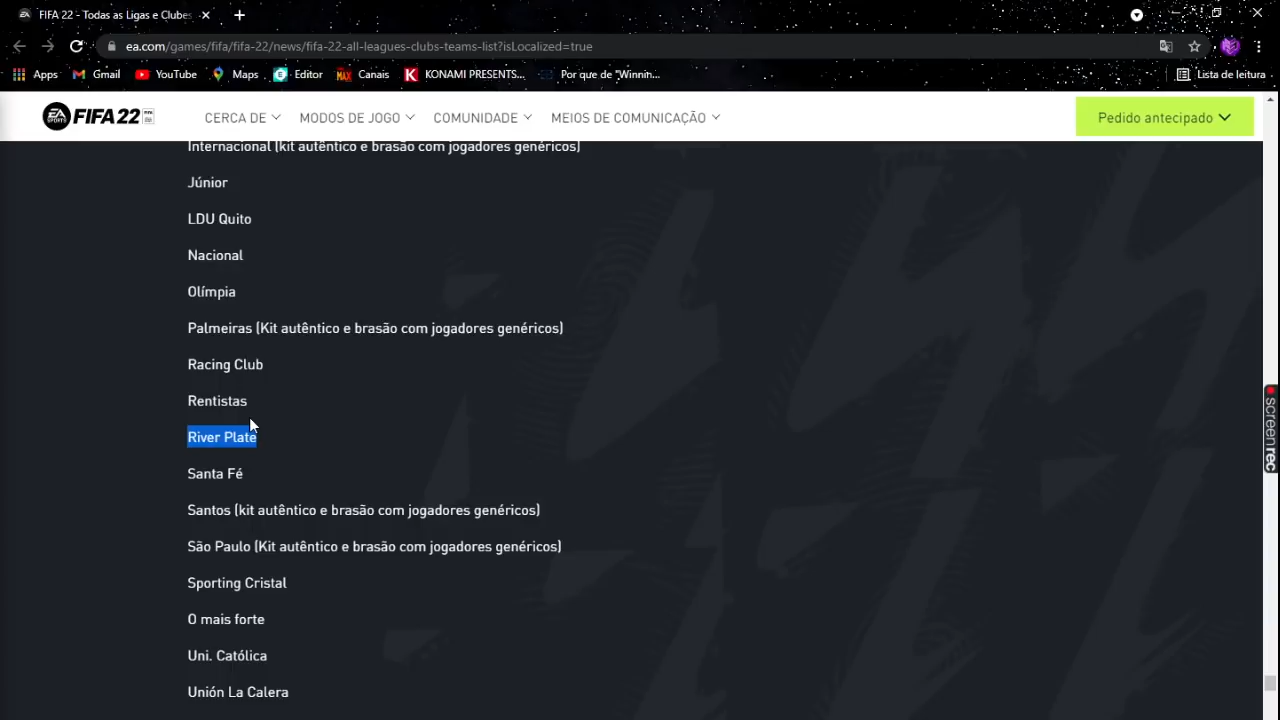 FIFA 22 - Todas as Ligas e Clubes
ea.com/games/fifa/fifa-22/news/fifa-22-all-leagues-clubs-teams-list?isLocalized=true
Apps Gmail YouTube Maps Editor Canais KONAMI PRESENTS... Por que de "Winnin... Lista de leitura
EA SPORTS FIFA 22 CERCA DE MODOS DE JOGO COMUNIDADE MEIOS DE COMUNICAÇÃO Pedido antecipado
Internacional (kit autêntico e brasão com jogadores genéricos)
Júnior
LDU Quito
Nacional
Olímpia
Palmeiras (Kit autêntico e brasão com jogadores genéricos)
Racing Club
Rentistas
River Plate
Santa Fé
Santos (kit autêntico e brasão com jogadores genéricos)
São Paulo (Kit autêntico e brasão com jogadores genéricos)
Sporting Cristal
O mais forte
Uni. Católica
Unión La Calera
screenrec